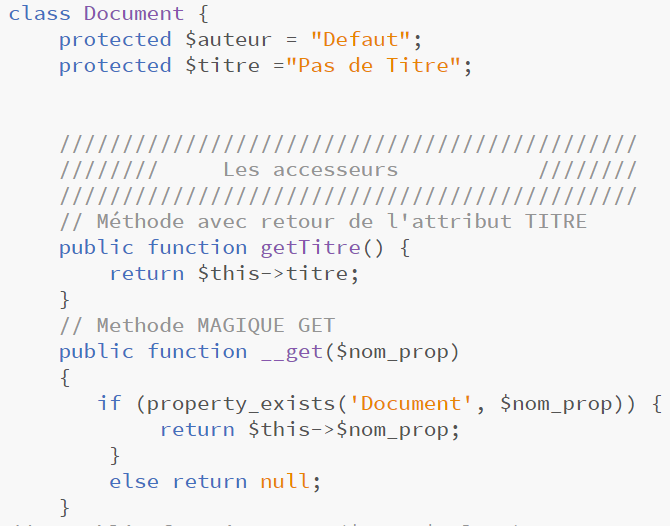 class Document {
    protected $auteur = "Defaut";
    protected $titre ="Pas de Titre";
    //////////////////////////////////////////////
    ////////     Les accesseurs           ////////
    //////////////////////////////////////////////
    // Méthode avec retour de l'attribut TITRE
    public function getTitre() {
        return $this->titre;
    }
    // Methode MAGIQUE GET
    public function __get($nom_prop)
    {
       if (property_exists('Document', $nom_prop)) {
            return $this->$nom_prop;
        }
        else return null;
    }